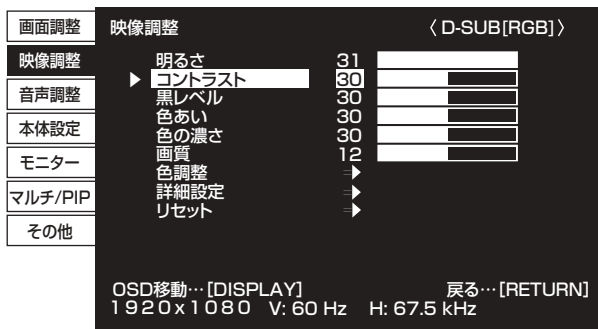 画面調整
映像調整
音声調整
本体設定
モニター
マルチ/PIP
その他
映像調整 〈 D-SUB[RGB] 〉
明るさ 31
コントラスト 30
黒レベル 30
色あい 30
色の濃さ 30
画質 12
色調整
詳細設定
リセット
OSD移動…[DISPLAY] 戻る…[RETURN]
1920x1080 V: 60 Hz H: 67.5 kHz